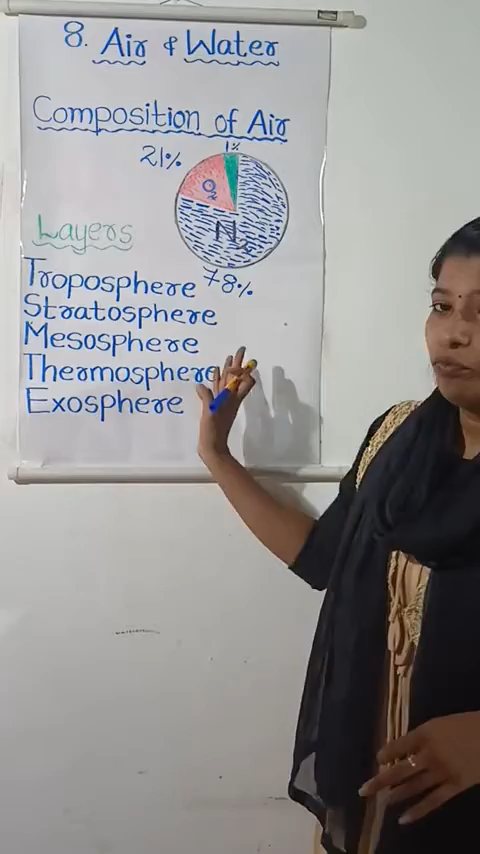 8. Air & Water
Composition of Air
21% 1%
O2
N2
78%
Layers
Troposphere
Stratosphere
Mesosphere
Thermosphere
Exosphere